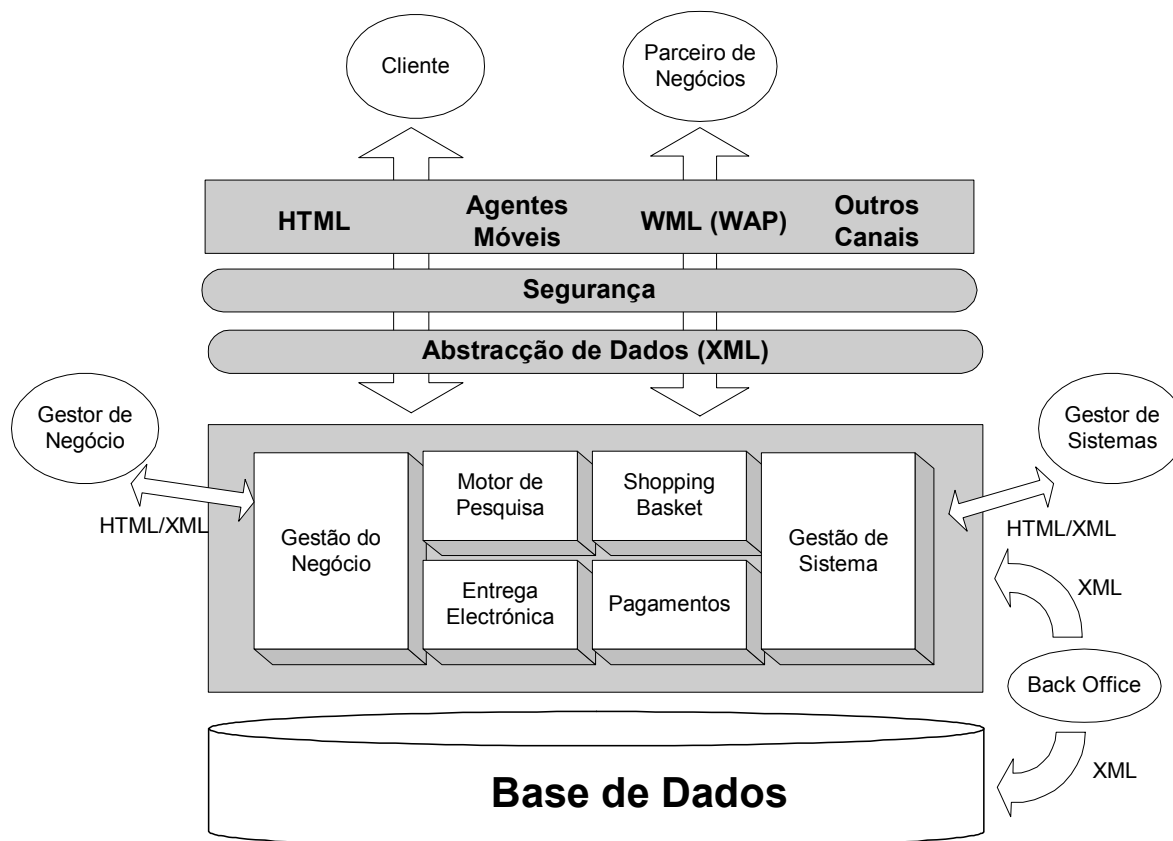 Cliente
Parceiro de
Negócios
HTML
Agentes
Móveis
WML (WAP)
Outros
Canais
Segurança
Abstracção de Dados (XML)
Gestor de
Negócio
Gestor de
Sistemas
HTML/XML
HTML/XML
Gestão do
Negócio
Motor de
Pesquisa
Shopping
Basket
Gestão de
Sistema
Entrega
Electrónica
Pagamentos
XML
Back Office
XML
Base de Dados